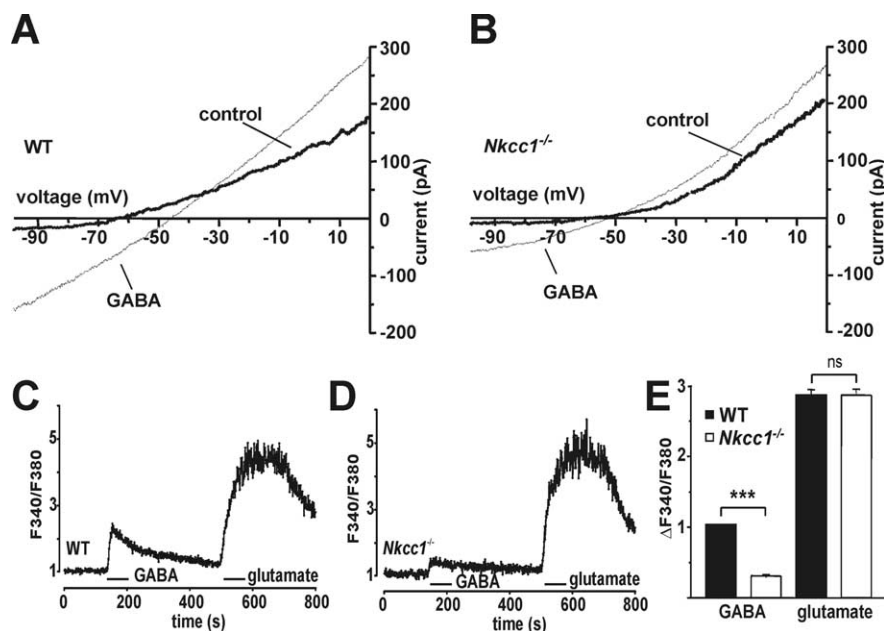 A
300
200
100
0
-100
-200
current (pA)
-90 -70 -50 -30 -10 10
voltage (mV)
WT
control
GABA
B
300
200
100
0
-100
-200
current (pA)
-90 -70 -50 -30 -10 10
voltage (mV)
Nkcc1-/-
control
GABA
C
F340/F380
5
3
1
WT
GABA
glutamate
0 200 400 600 800
time (s)
D
F340/F380
5
3
1
Nkcc1-/-
GABA
glutamate
0 200 400 600 800
time (s)
E
ΔF340/F380
3
2
1
WT
Nkcc1-/-
***
ns
GABA glutamate